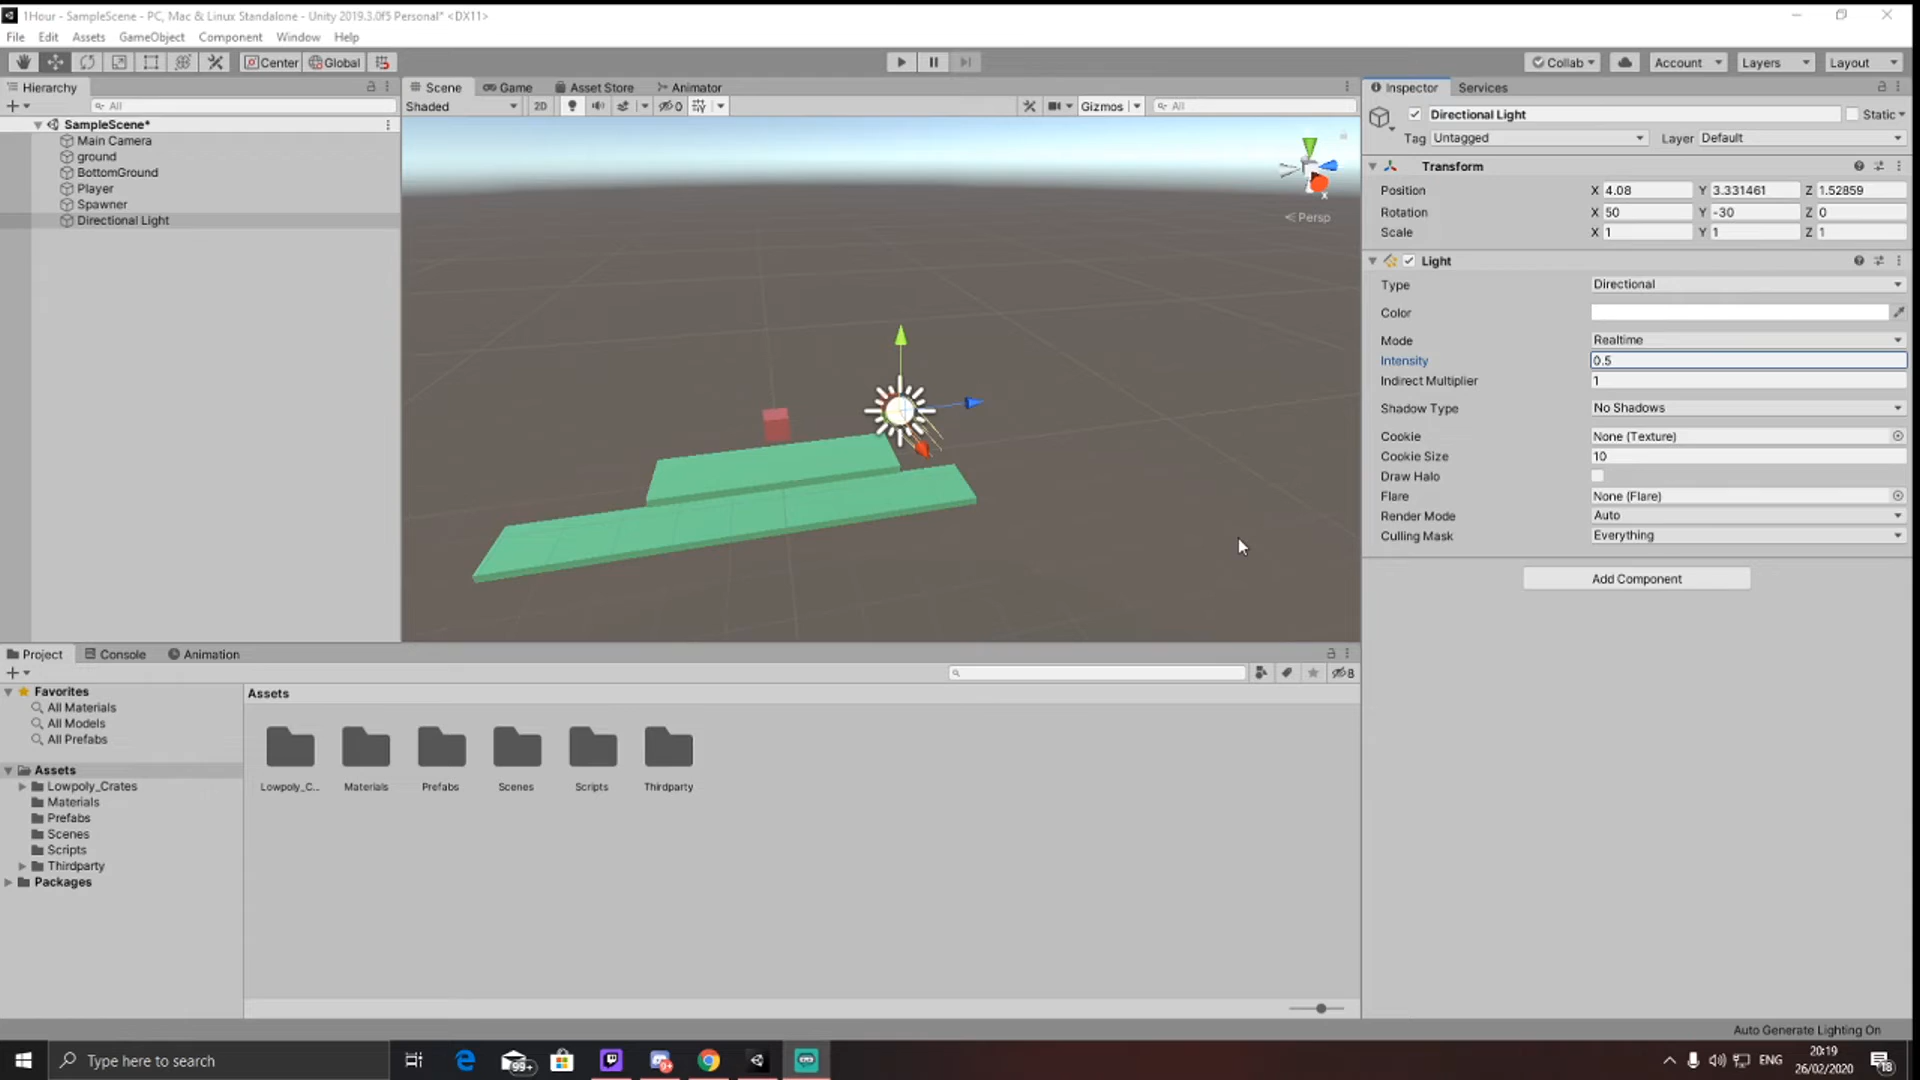 1Hour - SampleScene - PC, Mac & Linux Standalone - Unity 2019.3.0f5 Personal* <DX11>
File Edit Assets GameObject Component Window Help
Center Global Collab Account Layers Layout
Hierarchy
All
SampleScene*
Main Camera
ground
BottomGround
Player
Spawner
Directional Light
Scene Game Asset Store Animator
Shaded 2D 0 Gizmos All
Persp
x
Inspector Services
Directional Light Static
Tag Untagged Layer Default
Transform
Position X 4.08 Y 3.331461 Z 1.52859
Rotation X 50 Y -30 Z 0
Scale X 1 Y 1 Z 1
Light
Type Directional
Color
Mode Realtime
Intensity 0.5
Indirect Multiplier 1
Shadow Type No Shadows
Cookie None (Texture)
Cookie Size 10
Draw Halo
Flare None (Flare)
Render Mode Auto
Culling Mask Everything
Add Component
Project Console Animation
8
Favorites
All Materials
All Models
All Prefabs
Assets
Lowpoly_Crates
Materials
Prefabs
Scenes
Scripts
Thirdparty
Packages
Assets
Lowpoly_C... Materials Prefabs Scenes Scripts Thirdparty
Auto Generate Lighting On
Type here to search
99+
ENG
20:19
26/02/2020
18